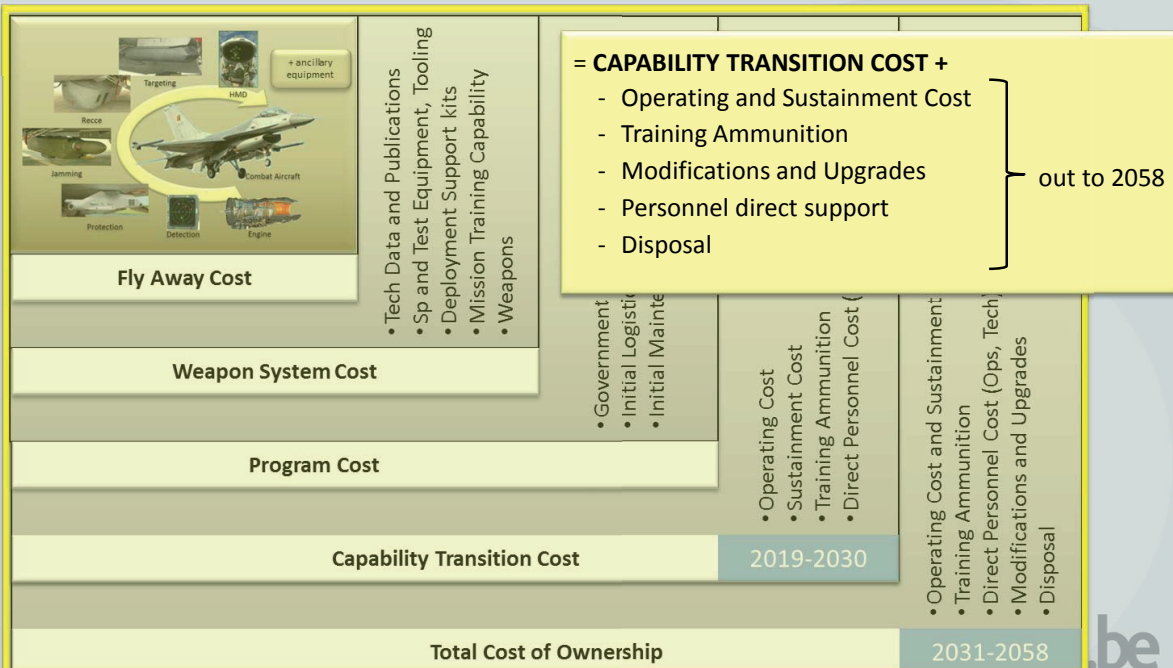 Targeting
HMD
+ ancillary
equipment
Recce
Jamming
Combat Aircraft
Protection
Detection
Engine
Fly Away Cost
• Tech Data and Publications
• Sp and Test Equipment, Tooling
• Deployment Support kits
• Mission Training Capability
• Weapons
Weapon System Cost
• Government
• Initial
• Initial
Program Cost
• Operating Cost
• Sustainment Cost
• Training Ammunition
• Direct Personnel Cost (
Capability Transition Cost
2019-2030
• Operating Cost and Sustainment
• Training Ammunition
• Direct Personnel Cost (Ops, Tech)
• Modifications and Upgrades
• Disposal
Total Cost of Ownership
2031-2058
= CAPABILITY TRANSITION COST +
- Operating and Sustainment Cost
- Training Ammunition
- Modifications and Upgrades
- Personnel direct support
- Disposal
out to 2058
.be